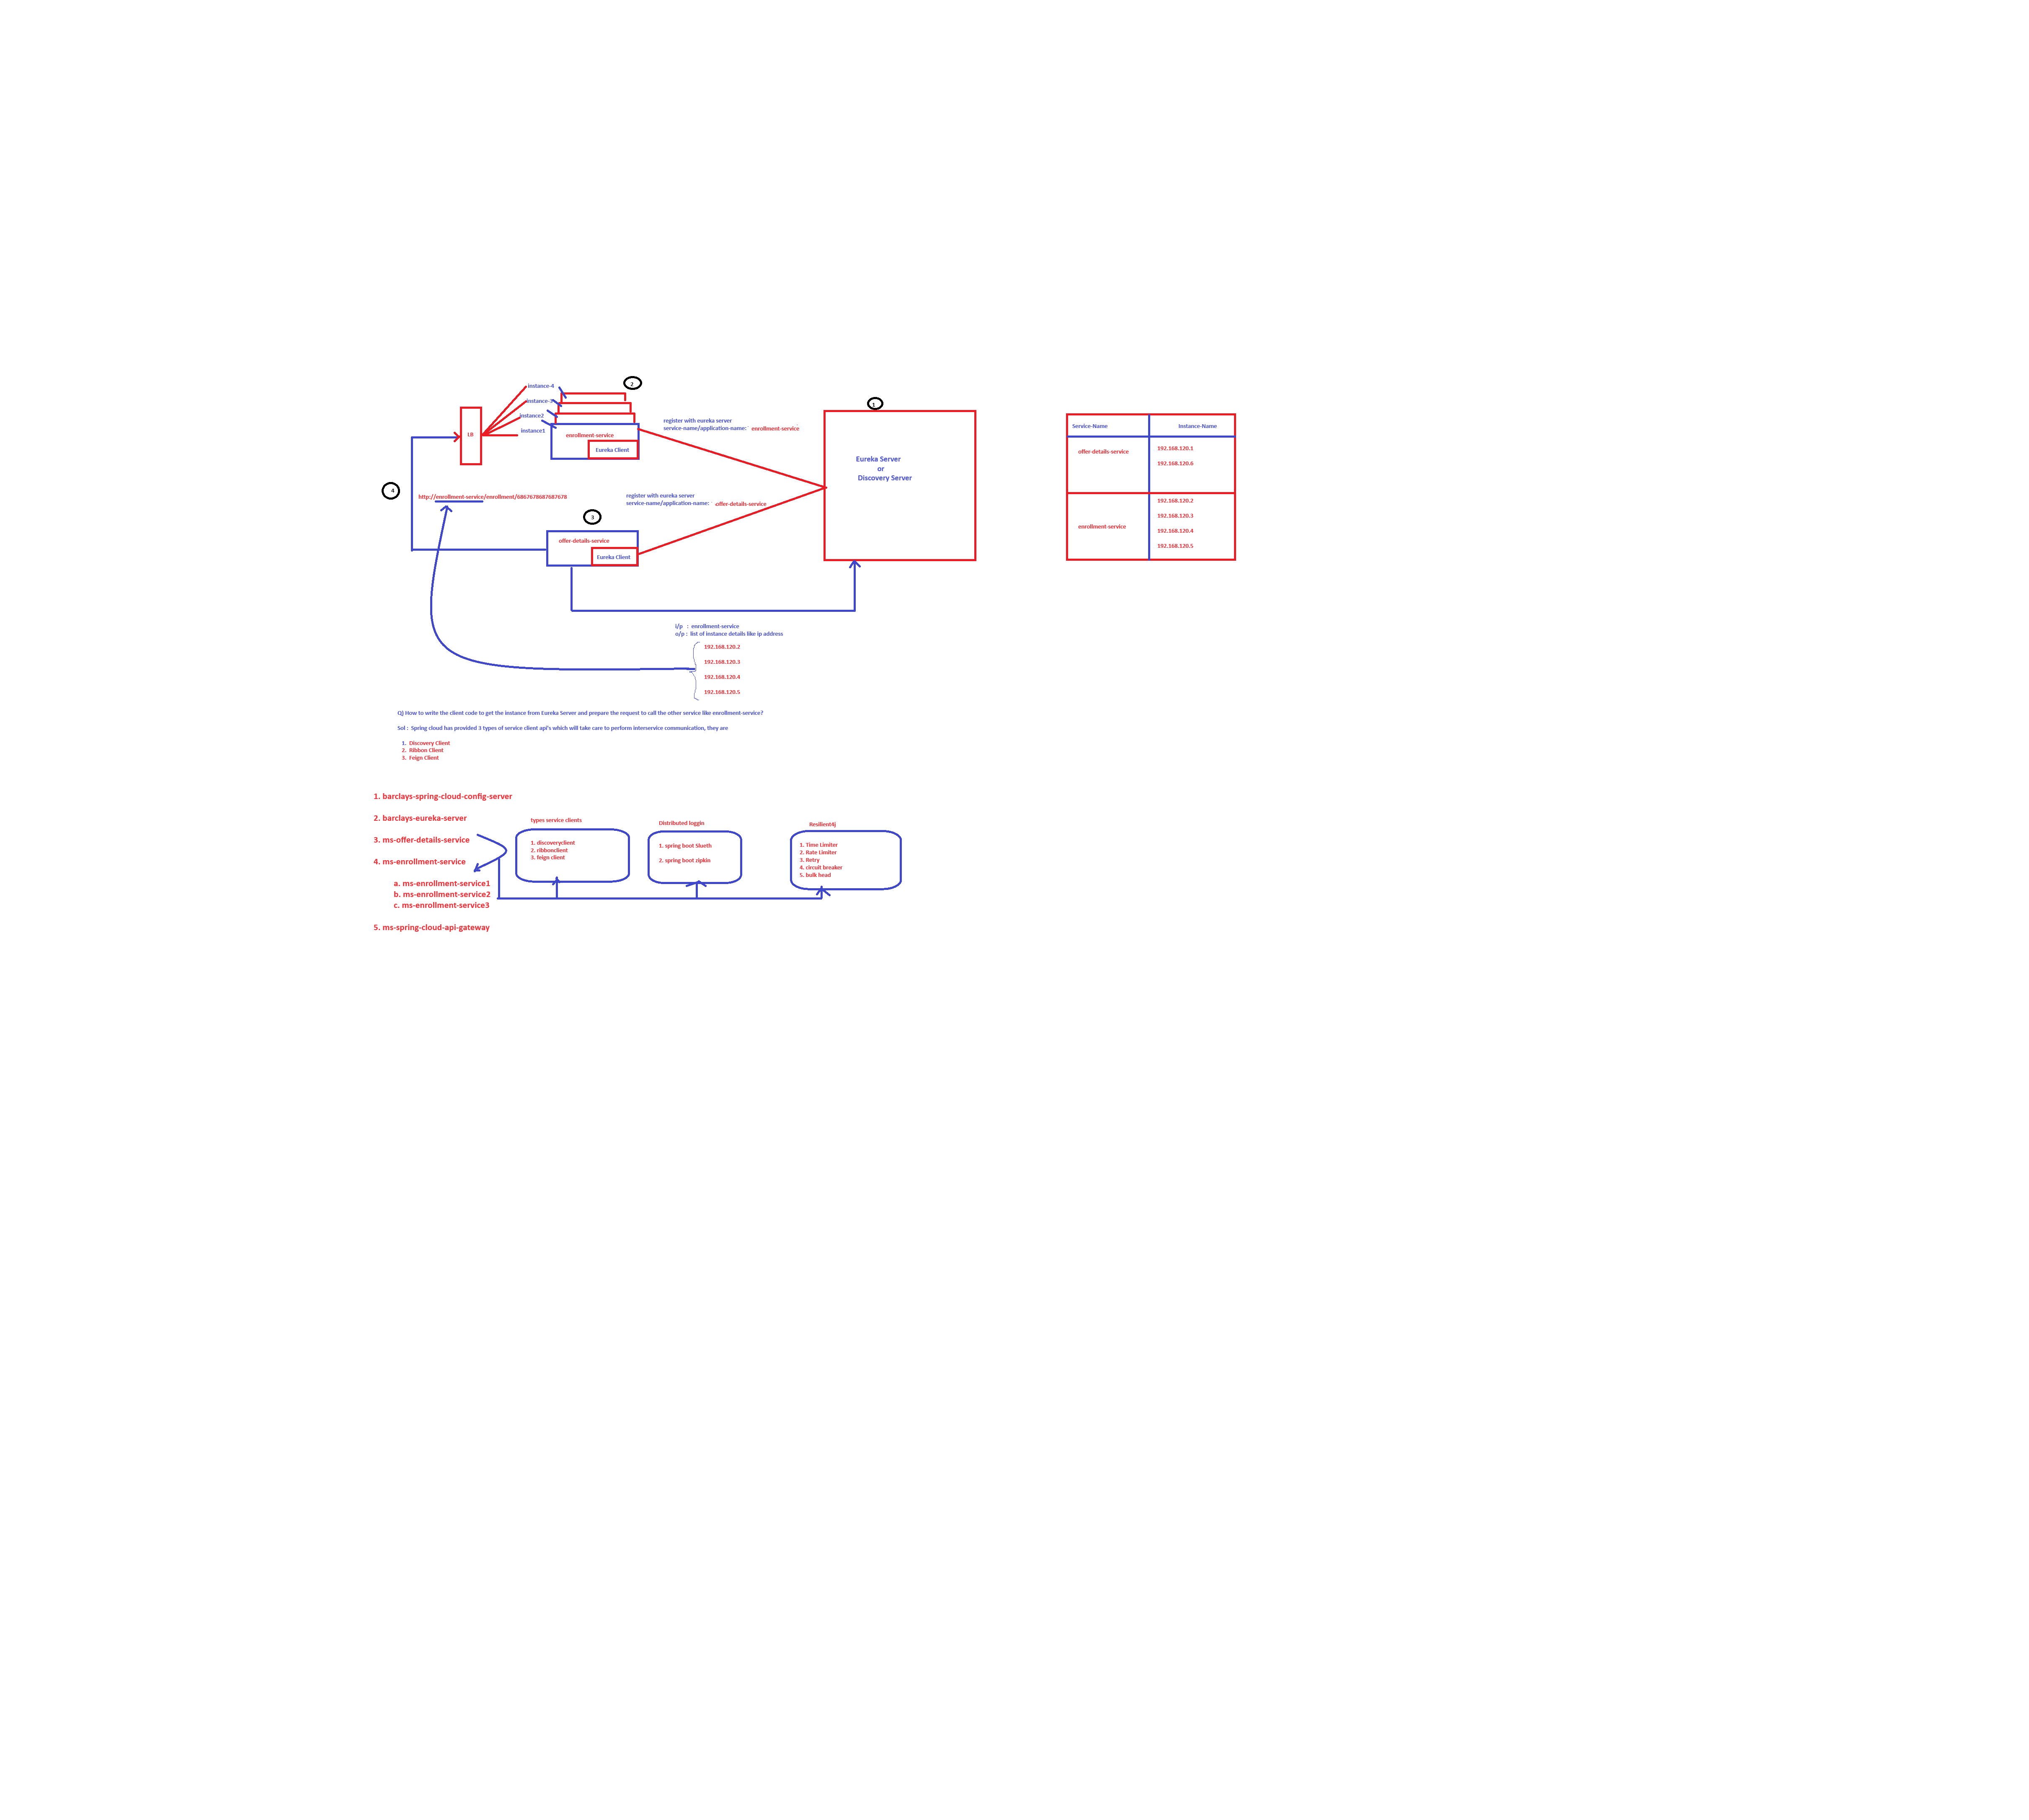 2
instance-4
1
instance-3
instance2
register with eureka server
service-name/application-name: enrollment-service
Service-Name
Instance-Name
instance1
LB
enrollment-service
Eureka Client
offer-details-service
192.168.120.1
192.168.120.6
Eureka Server
or
Discovery Server
4
http://enrollment-service/enrollment/6867678687687678
register with eureka server
service-name/application-name: offer-details-service
3
enrollment-service
192.168.120.2
192.168.120.3
192.168.120.4
192.168.120.5
offer-details-service
Eureka Client
i/p : enrollment-service
o/p : list of instance details like ip address
192.168.120.2
192.168.120.3
192.168.120.4
192.168.120.5
Q) How to write the client code to get the instance from Eureka Server and prepare the request to call the other service like enrollment-service?
Sol : Spring cloud has provided 3 types of service client api's which will take care to perform interservice communication, they are
1. Discovery Client
2. Ribbon Client
3. Feign Client
1. barclays-spring-cloud-config-server
2. barclays-eureka-server
3. ms-offer-details-service
4. ms-enrollment-service
a. ms-enrollment-service1
b. ms-enrollment-service2
c. ms-enrollment-service3
5. ms-spring-cloud-api-gateway
types service clients
1. discoveryclient
2. ribbonclient
3. feign client
Distributed loggin
1. spring boot Slueth
2. spring boot zipkin
Resilient4j
1. Time Limiter
2. Rate Limiter
3. Retry
4. circuit breaker
5. bulk head